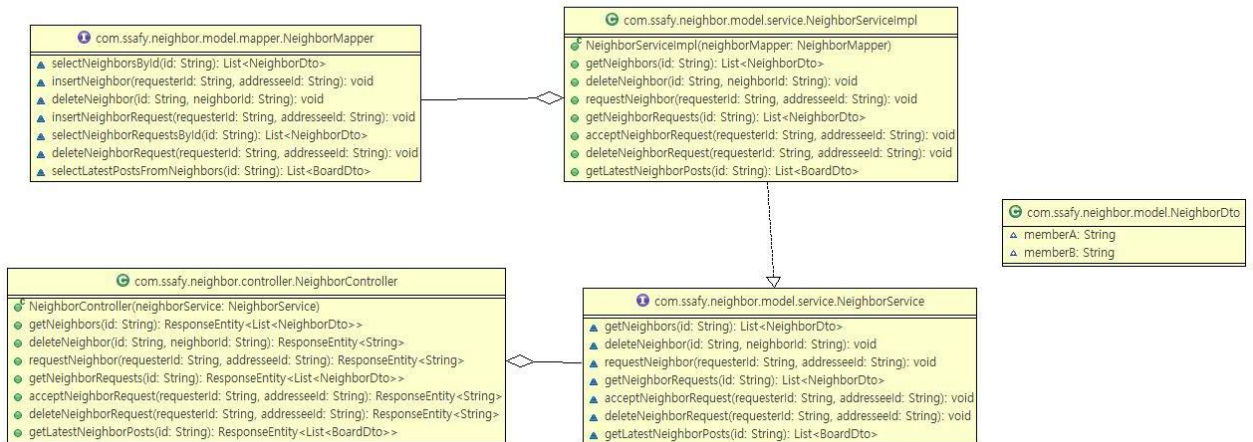 com.ssafy.neighbor.model.mapper.NeighborMapper
selectNeighborsById(id: String): List<NeighborDto>
insertNeighbor(requesterId: String, addresseeId: String): void
deleteNeighbor(id: String, neighborId: String): void
insertNeighborRequest(requesterId: String, addresseeId: String): void
selectNeighborRequestsById(id: String): List<NeighborDto>
deleteNeighborRequest(requesterId: String, addresseeId: String): void
selectLatestPostsFromNeighbors(id: String): List<BoardDto>
com.ssafy.neighbor.model.service.NeighborServiceImpl
NeighborServiceImpl(neighborMapper: NeighborMapper)
getNeighbors(id: String): List<NeighborDto>
deleteNeighbor(id: String, neighborId: String): void
requestNeighbor(requesterId: String, addresseeId: String): void
getNeighborRequests(id: String): List<NeighborDto>
acceptNeighborRequest(requesterId: String, addresseeId: String): void
deleteNeighborRequest(requesterId: String, addresseeId: String): void
getLatestNeighborPosts(id: String): List<BoardDto>
com.ssafy.neighbor.model.NeighborDto
memberA: String
memberB: String
com.ssafy.neighbor.controller.NeighborController
NeighborController(neighborService: NeighborService)
getNeighbors(id: String): ResponseEntity<List<NeighborDto>>
deleteNeighbor(id: String, neighborId: String): ResponseEntity<String>
requestNeighbor(requesterId: String, addresseeId: String): ResponseEntity<String>
getNeighborRequests(id: String): ResponseEntity<List<NeighborDto>>
acceptNeighborRequest(requesterId: String, addresseeId: String): ResponseEntity<String>
deleteNeighborRequest(requesterId: String, addresseeId: String): ResponseEntity<String>
getLatestNeighborPosts(id: String): ResponseEntity<List<BoardDto>>
com.ssafy.neighbor.model.service.NeighborService
getNeighbors(id: String): List<NeighborDto>
deleteNeighbor(id: String, neighborId: String): void
requestNeighbor(requesterId: String, addresseeId: String): void
getNeighborRequests(id: String): List<NeighborDto>
acceptNeighborRequest(requesterId: String, addresseeId: String): void
deleteNeighborRequest(requesterId: String, addresseeId: String): void
getLatestNeighborPosts(id: String): List<BoardDto>